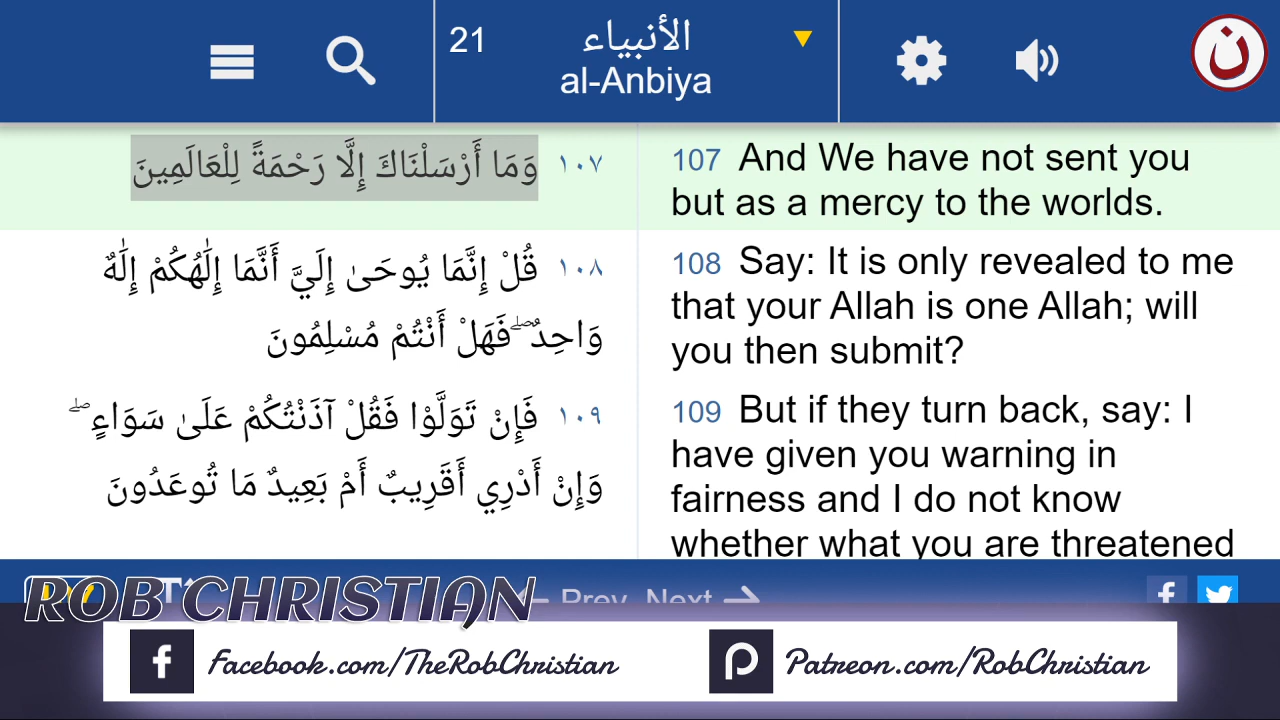 21
الأنبياء
al-Anbiya
ن
١٠٧ وَمَا أَرْسَلْنَاكَ إِلَّا رَحْمَةً لِلْعَالَمِينَ
107 And We have not sent you
but as a mercy to the worlds.
١٠٨ قُلْ إِنَّمَا يُوحَىٰ إِلَيَّ أَنَّمَا إِلَٰهُكُمْ إِلَٰهٌ
وَاحِدٌ ۖ فَهَلْ أَنْتُمْ مُسْلِمُونَ
108 Say: It is only revealed to me
that your Allah is one Allah; will
you then submit?
١٠٩ فَإِنْ تَوَلَّوْا فَقُلْ آذَنْتُكُمْ عَلَىٰ سَوَاءٍ ۖ
وَإِنْ أَدْرِي أَقَرِيبٌ أَمْ بَعِيدٌ مَا تُوعَدُونَ
109 But if they turn back, say: I
have given you warning in
fairness and I do not know
whether what you are threatened
← Prev Next →
ROB CHRISTIAN
Facebook.com/TheRobChristian
Patreon.com/RobChristian